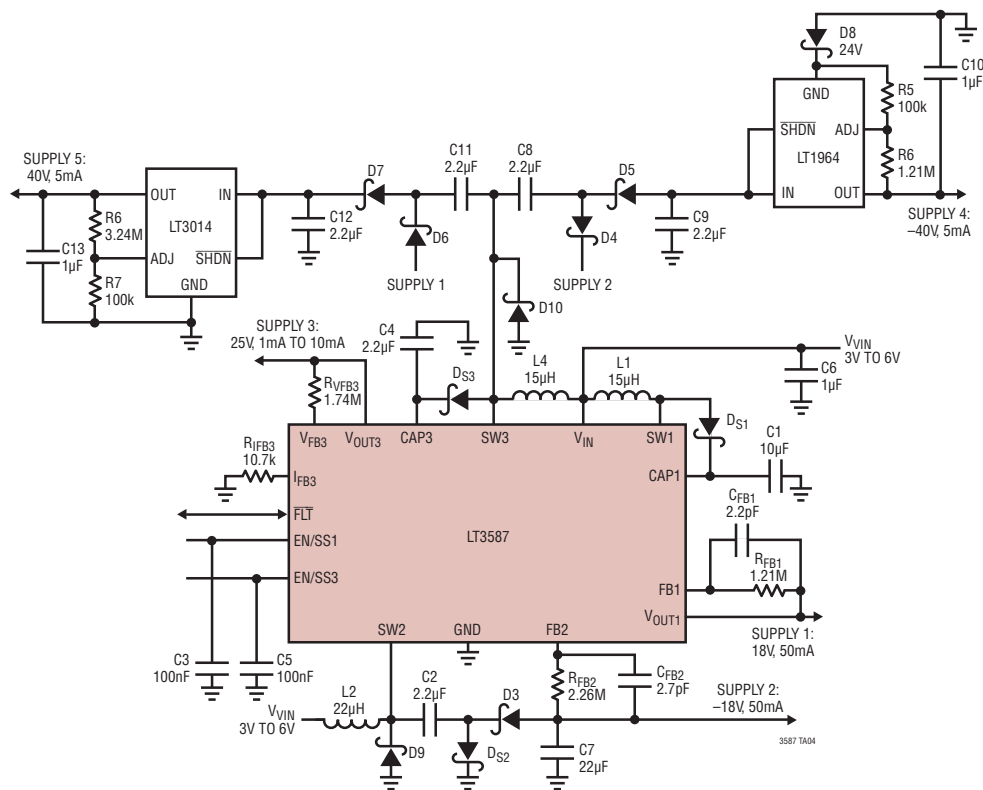 D8
24V
C10
1µF
GND
R5
100k
SHDN
ADJ
LT1964
R6
1.21M
IN
OUT
SUPPLY 4:
–40V, 5mA
SUPPLY 5:
40V, 5mA
OUT
IN
LT3014
R6
3.24M
C13
1µF
ADJ
SHDN
R7
100k
GND
D7
C11
2.2µF
C8
2.2µF
D5
C12
2.2µF
D6
SUPPLY 1
D4
SUPPLY 2
C9
2.2µF
D10
SUPPLY 3:
25V, 1mA TO 10mA
C4
2.2µF
RVFB3
1.74M
DS3
L4
15µH
L1
15µH
VVIN
3V TO 6V
C6
1µF
DS1
C1
10µF
VFB3
VOUT3
CAP3
SW3
VIN
SW1
RIFB3
10.7k
IFB3
CAP1
FLT
EN/SS1
EN/SS3
LT3587
CFB1
2.2pF
RFB1
1.21M
FB1
VOUT1
SUPPLY 1:
18V, 50mA
SW2
GND
FB2
C3
100nF
C5
100nF
RFB2
2.26M
CFB2
2.7pF
VVIN
3V TO 6V
L2
22µH
C2
2.2µF
D3
SUPPLY 2:
–18V, 50mA
D9
DS2
C7
22µF
3587 TA04